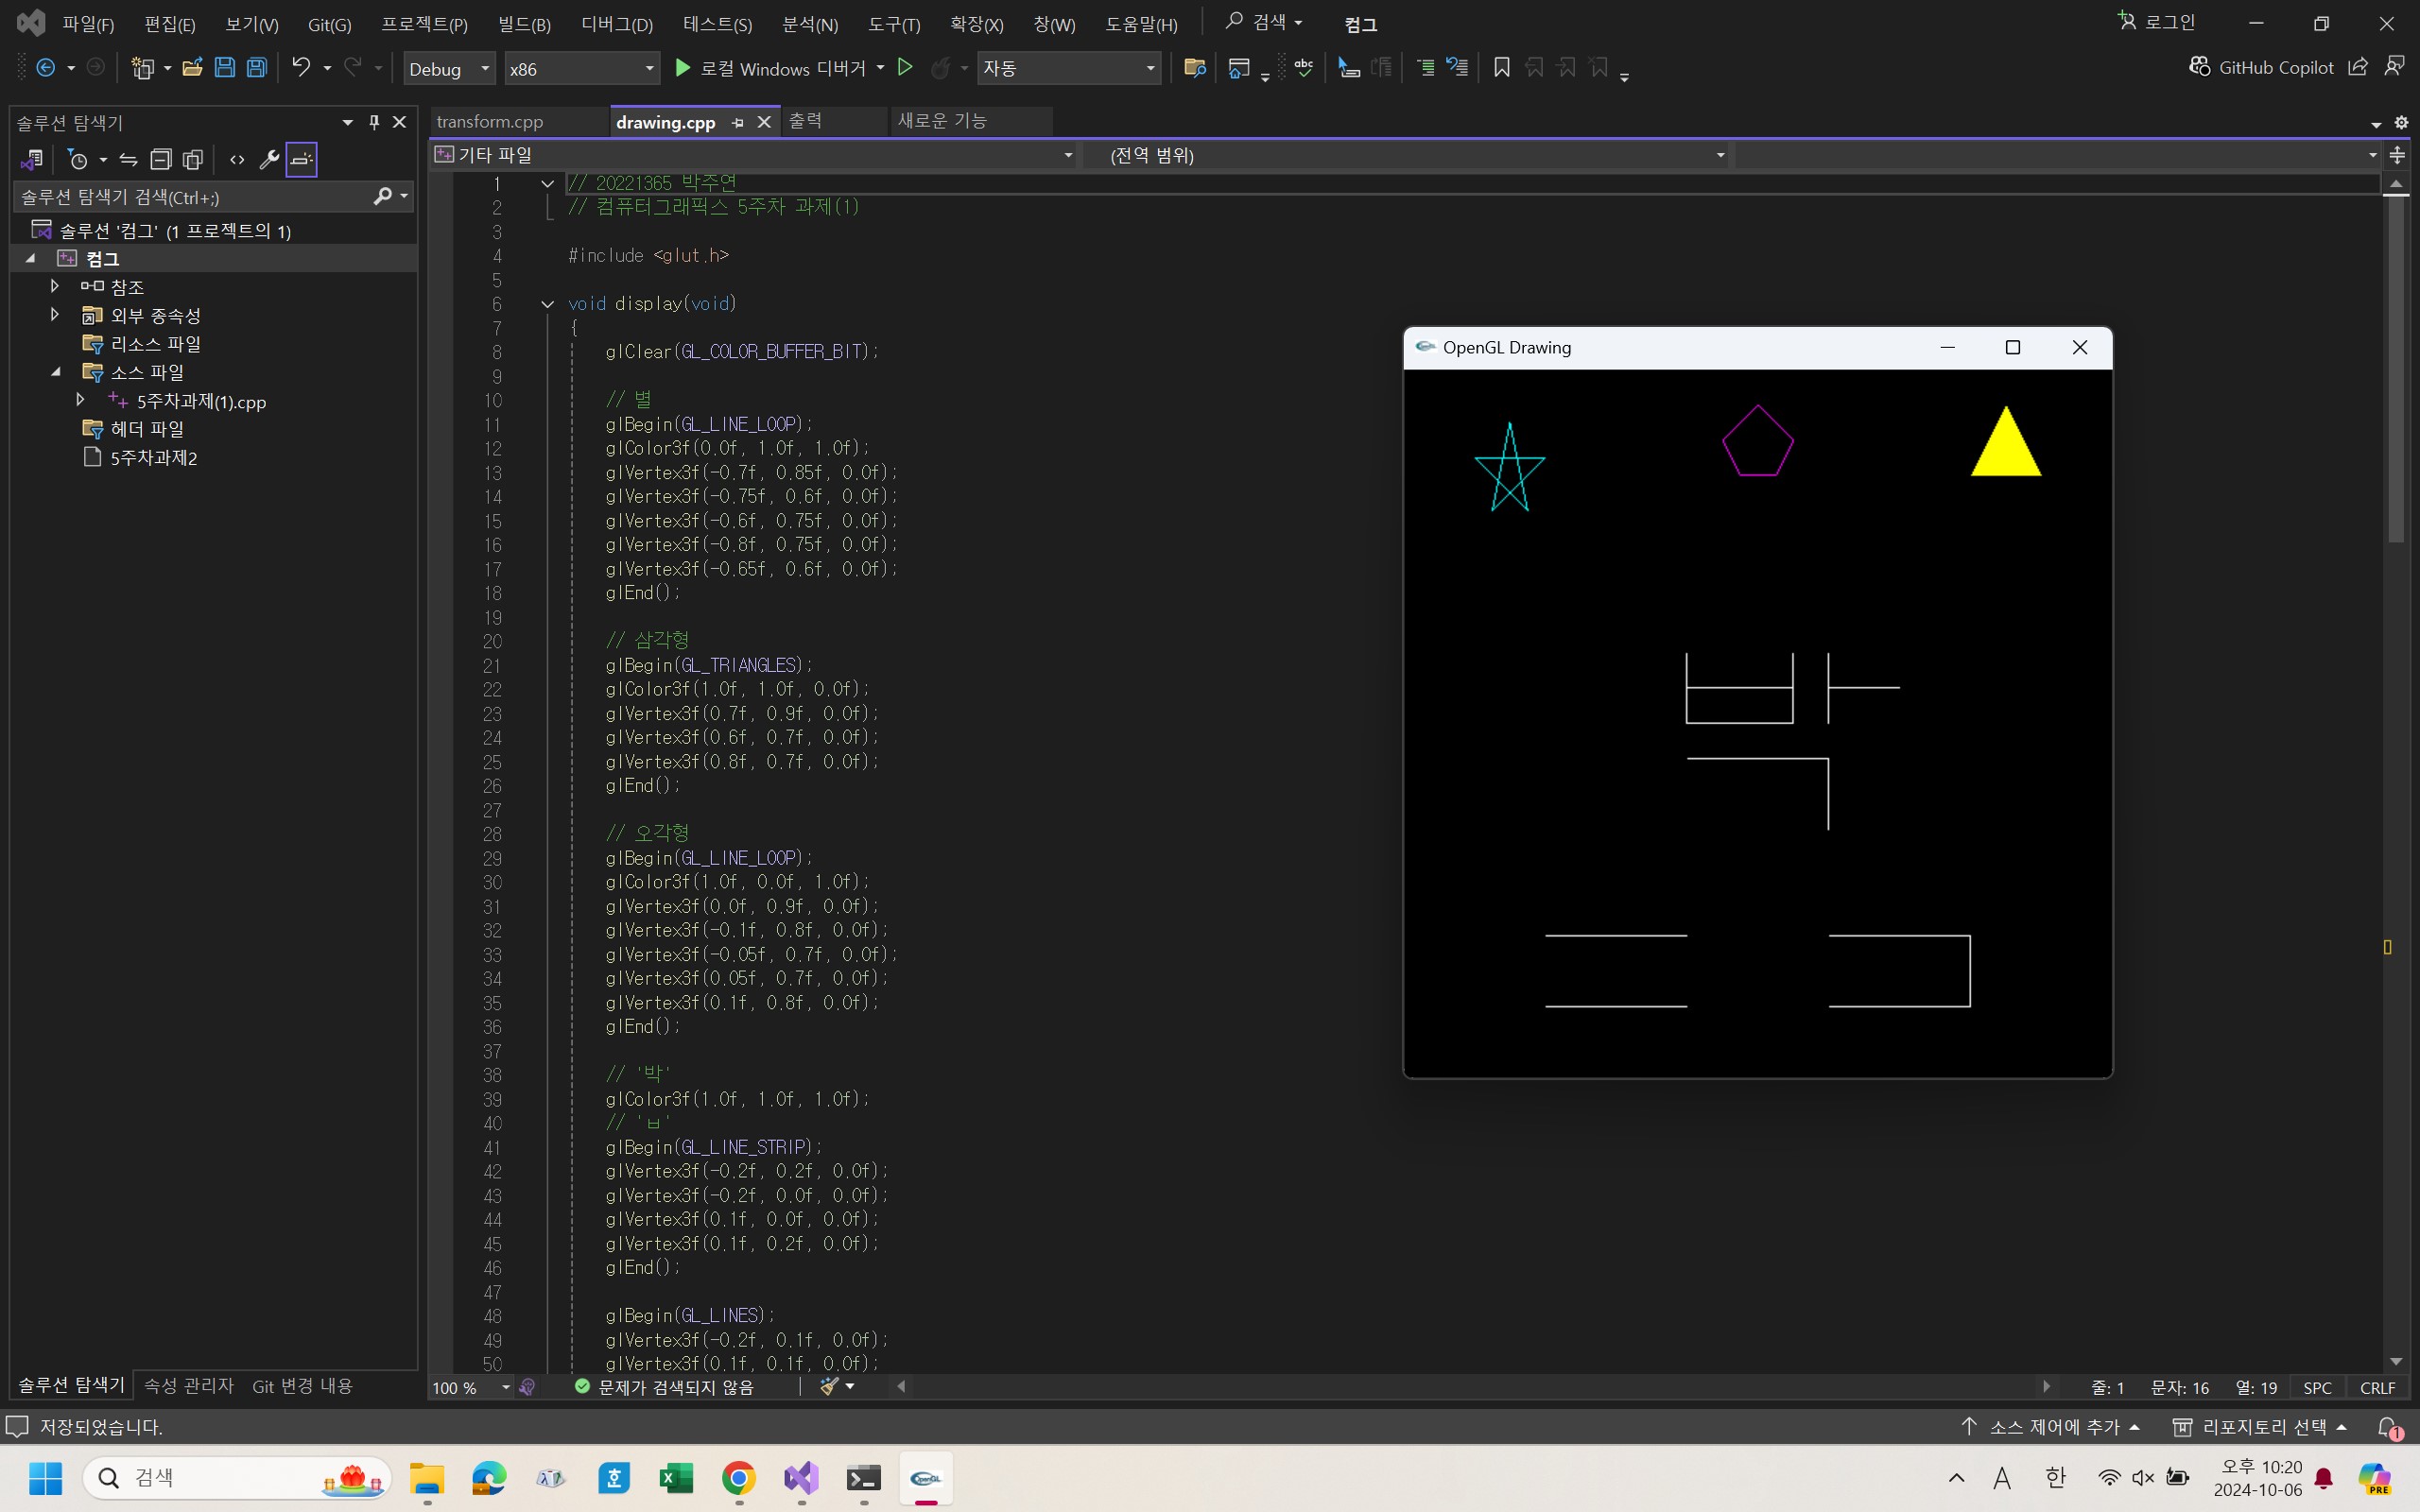 파일(F) 편집(E) 보기(V) Git(G) 프로젝트(P) 빌드(B) 디버그(D) 테스트(S) 분석(N) 도구(T) 확장(X) 창(W) 도움말(H) 검색 컴그 로그인
Debug x86 로컬 Windows 디버거 자동 GitHub Copilot
솔루션 탐색기
솔루션 탐색기 검색(Ctrl+;)
솔루션 '컴그' (1 프로젝트의 1)
컴그
참조
외부 종속성
리소스 파일
소스 파일
5주차과제(1).cpp
헤더 파일
5주차과제2
솔루션 탐색기 속성 관리자 Git 변경 내용
transform.cpp drawing.cpp 출력 새로운 기능
기타 파일 (전역 범위)
1 // 20221365 박주연
2 // 컴퓨터그래픽스 5주차 과제(1)
3
4 #include <glut.h>
5
6 void display(void)
7 {
8 glClear(GL_COLOR_BUFFER_BIT);
9
10 // 별
11 glBegin(GL_LINE_LOOP);
12 glColor3f(0.0f, 1.0f, 1.0f);
13 glVertex3f(-0.7f, 0.85f, 0.0f);
14 glVertex3f(-0.75f, 0.6f, 0.0f);
15 glVertex3f(-0.6f, 0.75f, 0.0f);
16 glVertex3f(-0.8f, 0.75f, 0.0f);
17 glVertex3f(-0.65f, 0.6f, 0.0f);
18 glEnd();
19
20 // 삼각형
21 glBegin(GL_TRIANGLES);
22 glColor3f(1.0f, 1.0f, 0.0f);
23 glVertex3f(0.7f, 0.9f, 0.0f);
24 glVertex3f(0.6f, 0.7f, 0.0f);
25 glVertex3f(0.8f, 0.7f, 0.0f);
26 glEnd();
27
28 // 오각형
29 glBegin(GL_LINE_LOOP);
30 glColor3f(1.0f, 0.0f, 1.0f);
31 glVertex3f(0.0f, 0.9f, 0.0f);
32 glVertex3f(-0.1f, 0.8f, 0.0f);
33 glVertex3f(-0.05f, 0.7f, 0.0f);
34 glVertex3f(0.05f, 0.7f, 0.0f);
35 glVertex3f(0.1f, 0.8f, 0.0f);
36 glEnd();
37
38 // '박'
39 glColor3f(1.0f, 1.0f, 1.0f);
40 // 'ㅂ'
41 glBegin(GL_LINE_STRIP);
42 glVertex3f(-0.2f, 0.2f, 0.0f);
43 glVertex3f(-0.2f, 0.0f, 0.0f);
44 glVertex3f(0.1f, 0.0f, 0.0f);
45 glVertex3f(0.1f, 0.2f, 0.0f);
46 glEnd();
47
48 glBegin(GL_LINES);
49 glVertex3f(-0.2f, 0.1f, 0.0f);
50 glVertex3f(0.1f, 0.1f, 0.0f);
OpenGL Drawing
100 % 문제가 검색되지 않음 줄: 1 문자: 16 열: 19 SPC CRLF
저장되었습니다. 소스 제어에 추가 리포지토리 선택 1
검색 A 한 오후 10:20
2024-10-06
PRE